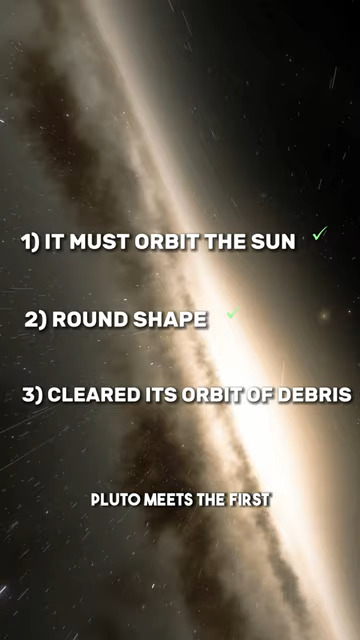 1) IT MUST ORBIT THE SUN ✓
2) ROUND SHAPE ✓
3) CLEARED ITS ORBIT OF DEBRIS
PLUTO MEETS THE FIRST